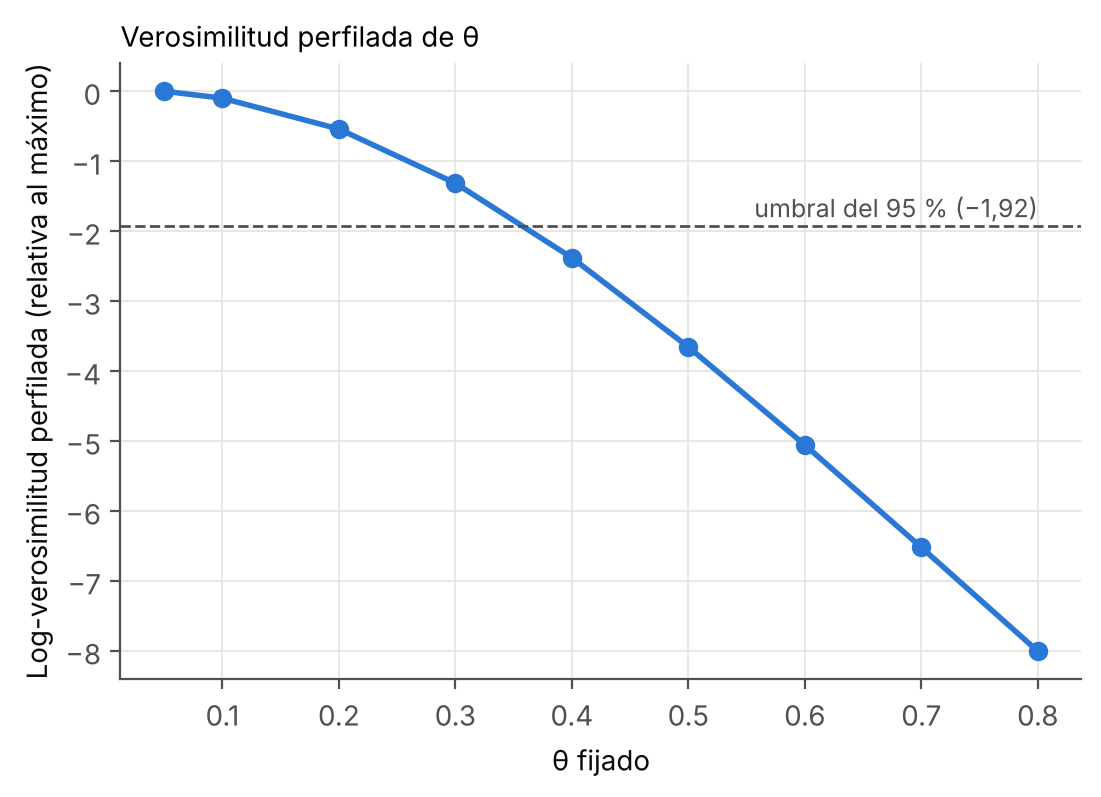 Verosimilitud perfilada de θ
Log-verosimilitud perfilada (relativa al máximo)
0
−1
−2
−3
−4
−5
−6
−7
−8
umbral del 95 % (−1,92)
0.1 0.2 0.3 0.4 0.5 0.6 0.7 0.8
θ fijado